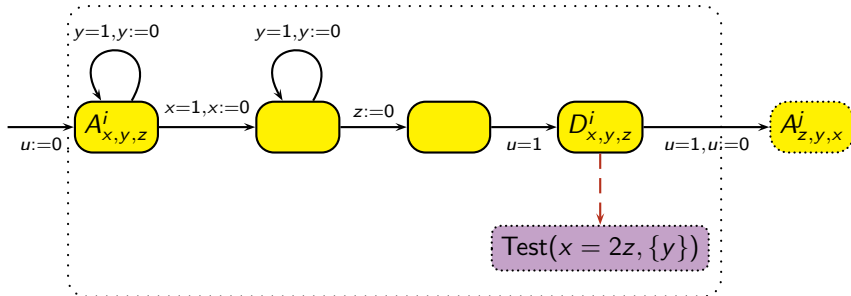 y=1,y:=0
y=1,y:=0
u:=0
A^i_{x,y,z}
x=1,x:=0
z:=0
u=1
D^i_{x,y,z}
u=1,u:=0
A^j_{z,y,x}
Test(x = 2z, {y})